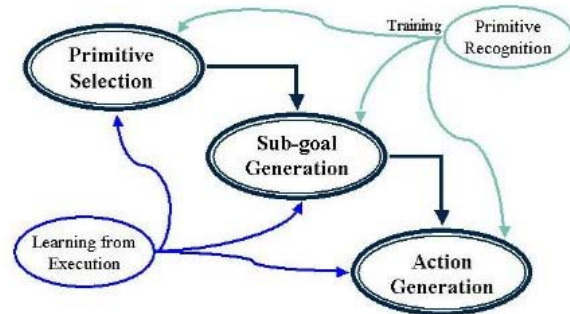 Training
Primitive
Recognition
Primitive
Selection
Sub-goal
Generation
Learning from
Execution
Action
Generation